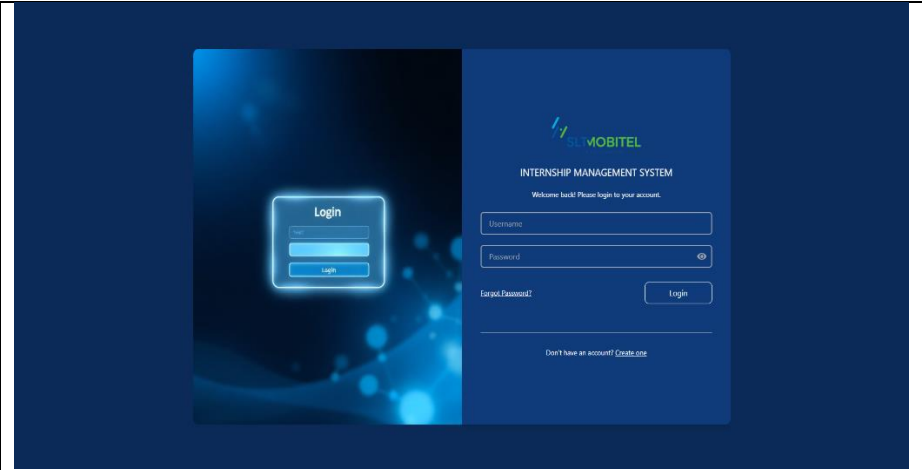 Login
Login
SLTMOBITEL
INTERNSHIP MANAGEMENT SYSTEM
Welcome back! Please login to your account.
Username
Password
Forgot Password?
Login
Don't have an account? Create one